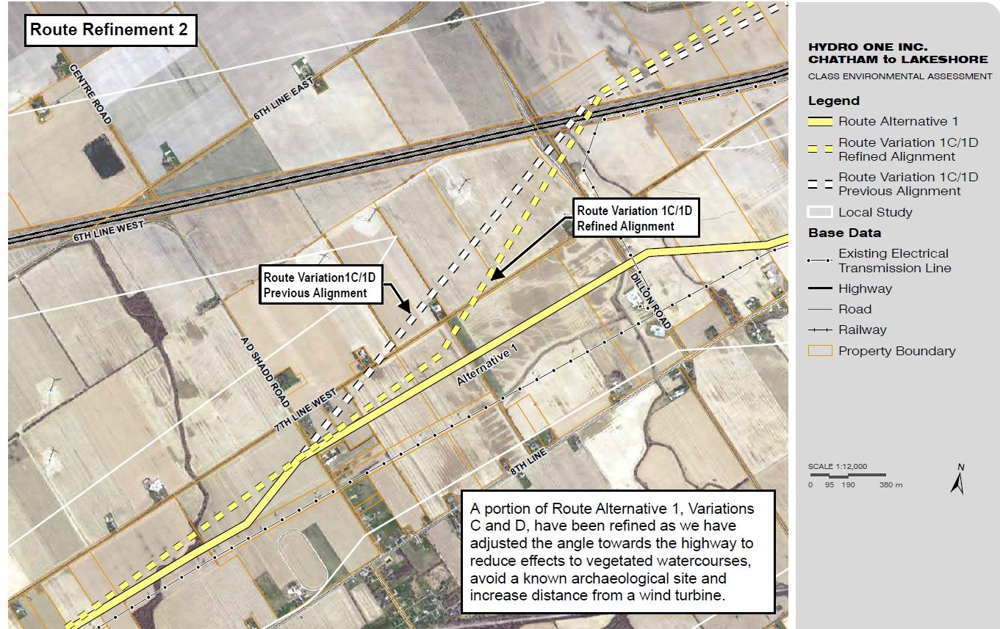 Route Refinement 2
CENTRE ROAD
6TH LINE EAST
6TH LINE WEST
Route Variation 1C/1D
Refined Alignment
Route Variation1C/1D
Previous Alignment
DILLON ROAD
A D SHADD ROAD
Alternative 1
7TH LINE WEST
8TH LINE
A portion of Route Alternative 1, Variations
C and D, have been refined as we have
adjusted the angle towards the highway to
reduce effects to vegetated watercourses,
avoid a known archaeological site and
increase distance from a wind turbine.
HYDRO ONE INC.
CHATHAM to LAKESHORE
CLASS ENVIRONMENTAL ASSESSMENT
Legend
Route Alternative 1
Route Variation 1C/1D
Refined Alignment
Route Variation 1C/1D
Previous Alignment
Local Study
Base Data
Existing Electrical
Transmission Line
Highway
Road
Railway
Property Boundary
SCALE 1:12,000
0 95 190 380 m
N